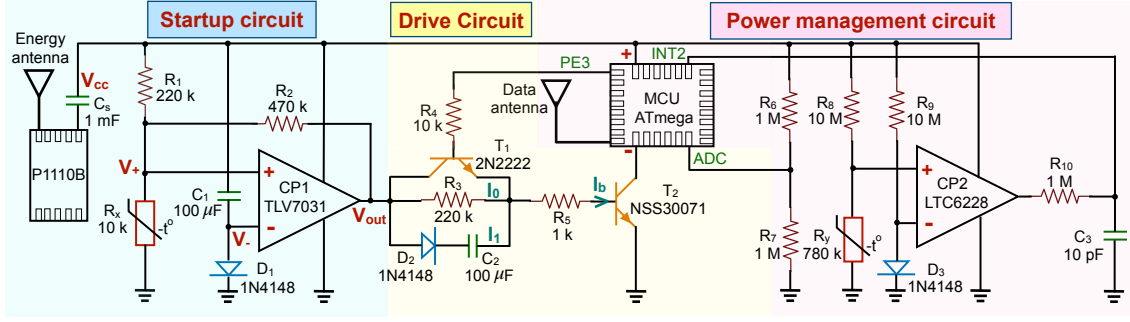 Startup circuit
Drive Circuit
Power management circuit
Energy
antenna
Vcc
Cs
1 mF
P1110B
R1
220 k
R2
470 k
V+
Rx
10 k
-t°
C1
100 µF
V-
D1
1N4148
+
-
CP1
TLV7031
Vout
PE3
R4
10 k
T1
2N2222
R3
220 k
I0
I1
D2
1N4148
C2
100 µF
R5
1 k
Ib
T2
NSS30071
Data
antenna
+
INT2
MCU
ATmega
-
ADC
R6
1 M
R7
1 M
R8
10 M
R9
10 M
Ry
780 k
-t°
D3
1N4148
+
-
CP2
LTC6228
R10
1 M
C3
10 pF